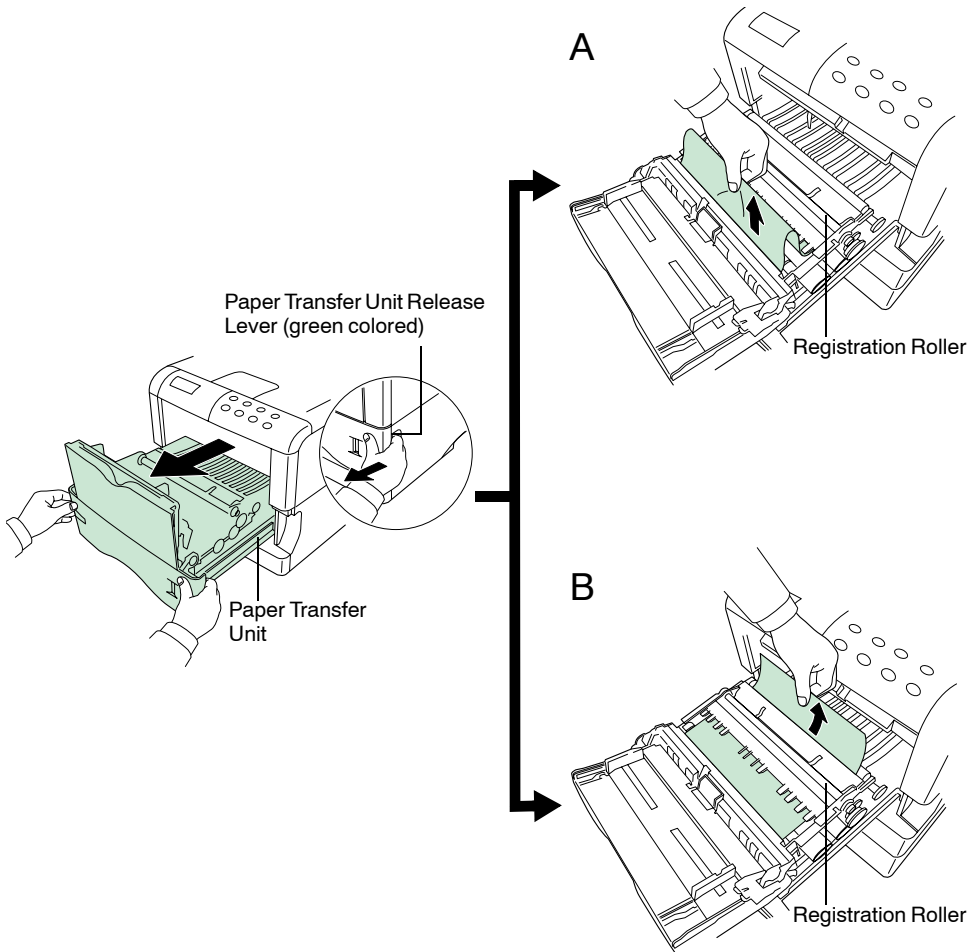 A
Paper Transfer Unit Release
Lever (green colored)
Registration Roller
Paper Transfer
Unit
B
Registration Roller